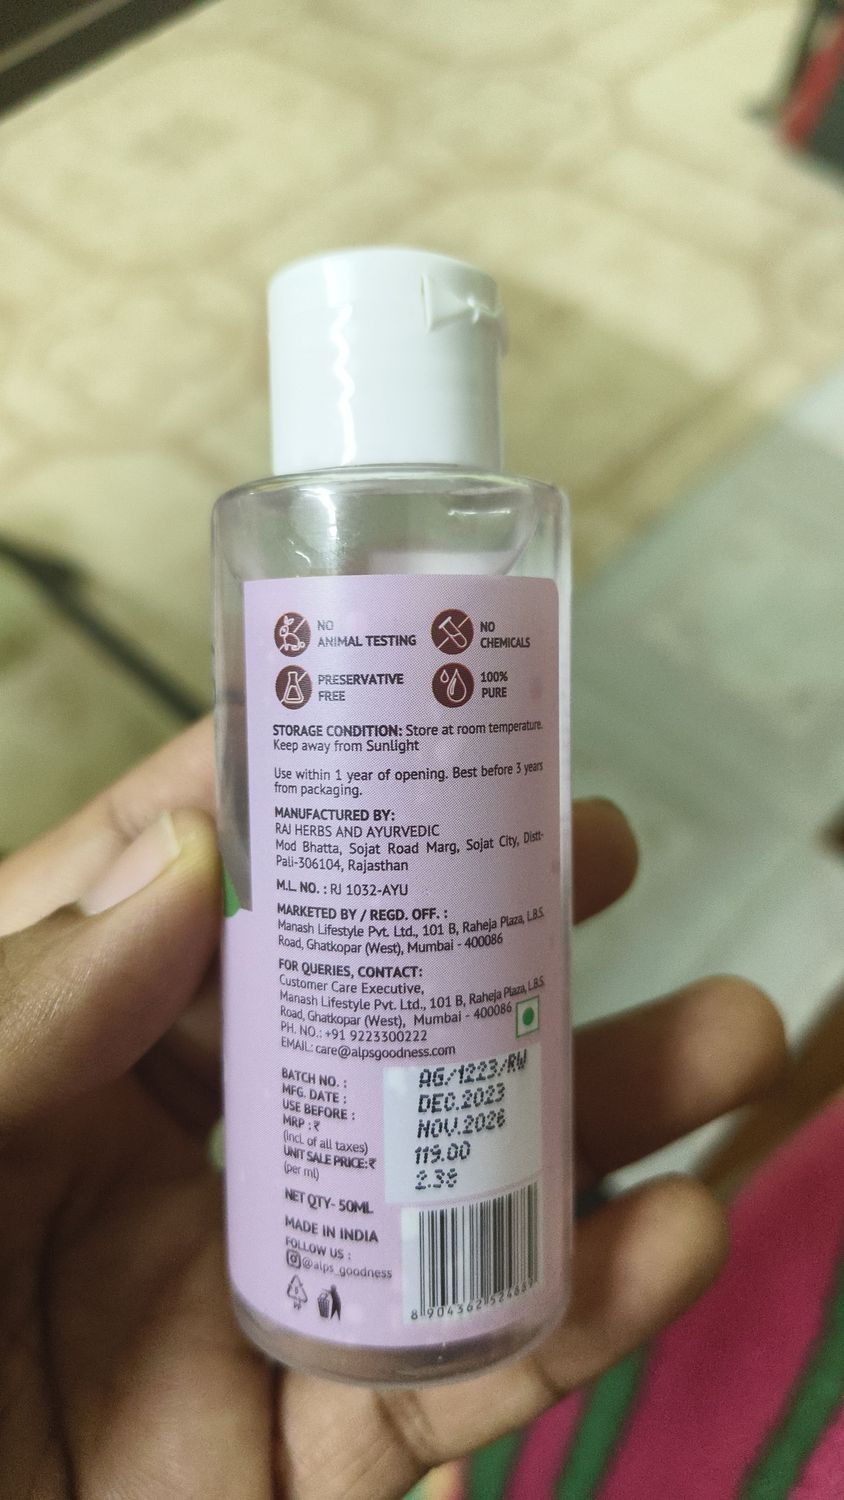 NO
ANIMAL TESTING
NO
CHEMICALS
PRESERVATIVE
FREE
100%
PURE
STORAGE CONDITION: Store at room temperature.
Keep away from Sunlight
Use within 1 year of opening. Best before 3 years
from packaging.
MANUFACTURED BY:
RAJ HERBS AND AYURVEDIC
Mod Bhatta, Sojat Road Marg, Sojat City, Distt-
Pali-306104, Rajasthan
M.L. NO. : RJ 1032-AYU
MARKETED BY / REGD. OFF. :
Manash Lifestyle Pvt. Ltd., 101 B, Raheja Plaza, L.B.S.
Road, Ghatkopar (West), Mumbai - 400086
FOR QUERIES, CONTACT:
Customer Care Executive,
Manash Lifestyle Pvt. Ltd., 101 B, Raheja Plaza, L.B.S.
Road, Ghatkopar (West), Mumbai - 400086
PH. NO.: +91 9223300222
EMAIL: care@alpsgoodness.com
BATCH NO. : AG/1223/RW
MFG. DATE : DEC.2023
USE BEFORE : NOV.2026
MRP : ₹ 119.00
(incl. of all taxes)
UNIT SALE PRICE: ₹ 2.38
(per ml)
NET QTY- 50ML
MADE IN INDIA
FOLLOW US :
@alps_goodness
8 904362 5